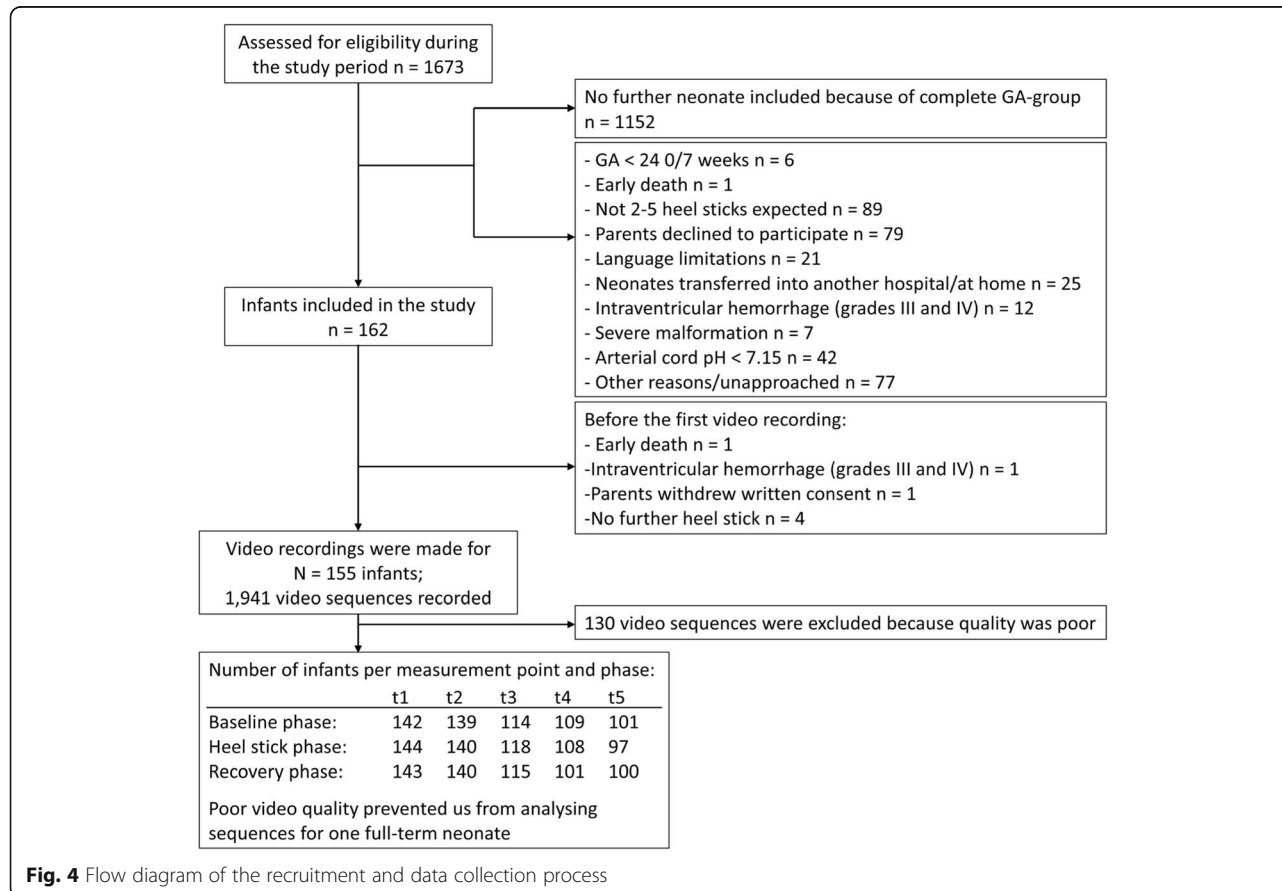 Assessed for eligibility during
the study period n = 1673
No further neonate included because of complete GA-group
n = 1152
- GA < 24 0/7 weeks n = 6
- Early death n = 1
- Not 2-5 heel sticks expected n = 89
- Parents declined to participate n = 79
- Language limitations n = 21
- Neonates transferred into another hospital/at home n = 25
- Intraventricular hemorrhage (grades III and IV) n = 12
- Severe malformation n = 7
- Arterial cord pH < 7.15 n = 42
- Other reasons/unapproached n = 77
Infants included in the study
n = 162
Before the first video recording:
- Early death n = 1
-Intraventricular hemorrhage (grades III and IV) n = 1
-Parents withdrew written consent n = 1
-No further heel stick n = 4
Video recordings were made for
N = 155 infants;
1,941 video sequences recorded
130 video sequences were excluded because quality was poor
Number of infants per measurement point and phase:
t1 t2 t3 t4 t5
Baseline phase: 142 139 114 109 101
Heel stick phase: 144 140 118 108 97
Recovery phase: 143 140 115 101 100
Poor video quality prevented us from analysing
sequences for one full-term neonate
Fig. 4 Flow diagram of the recruitment and data collection process